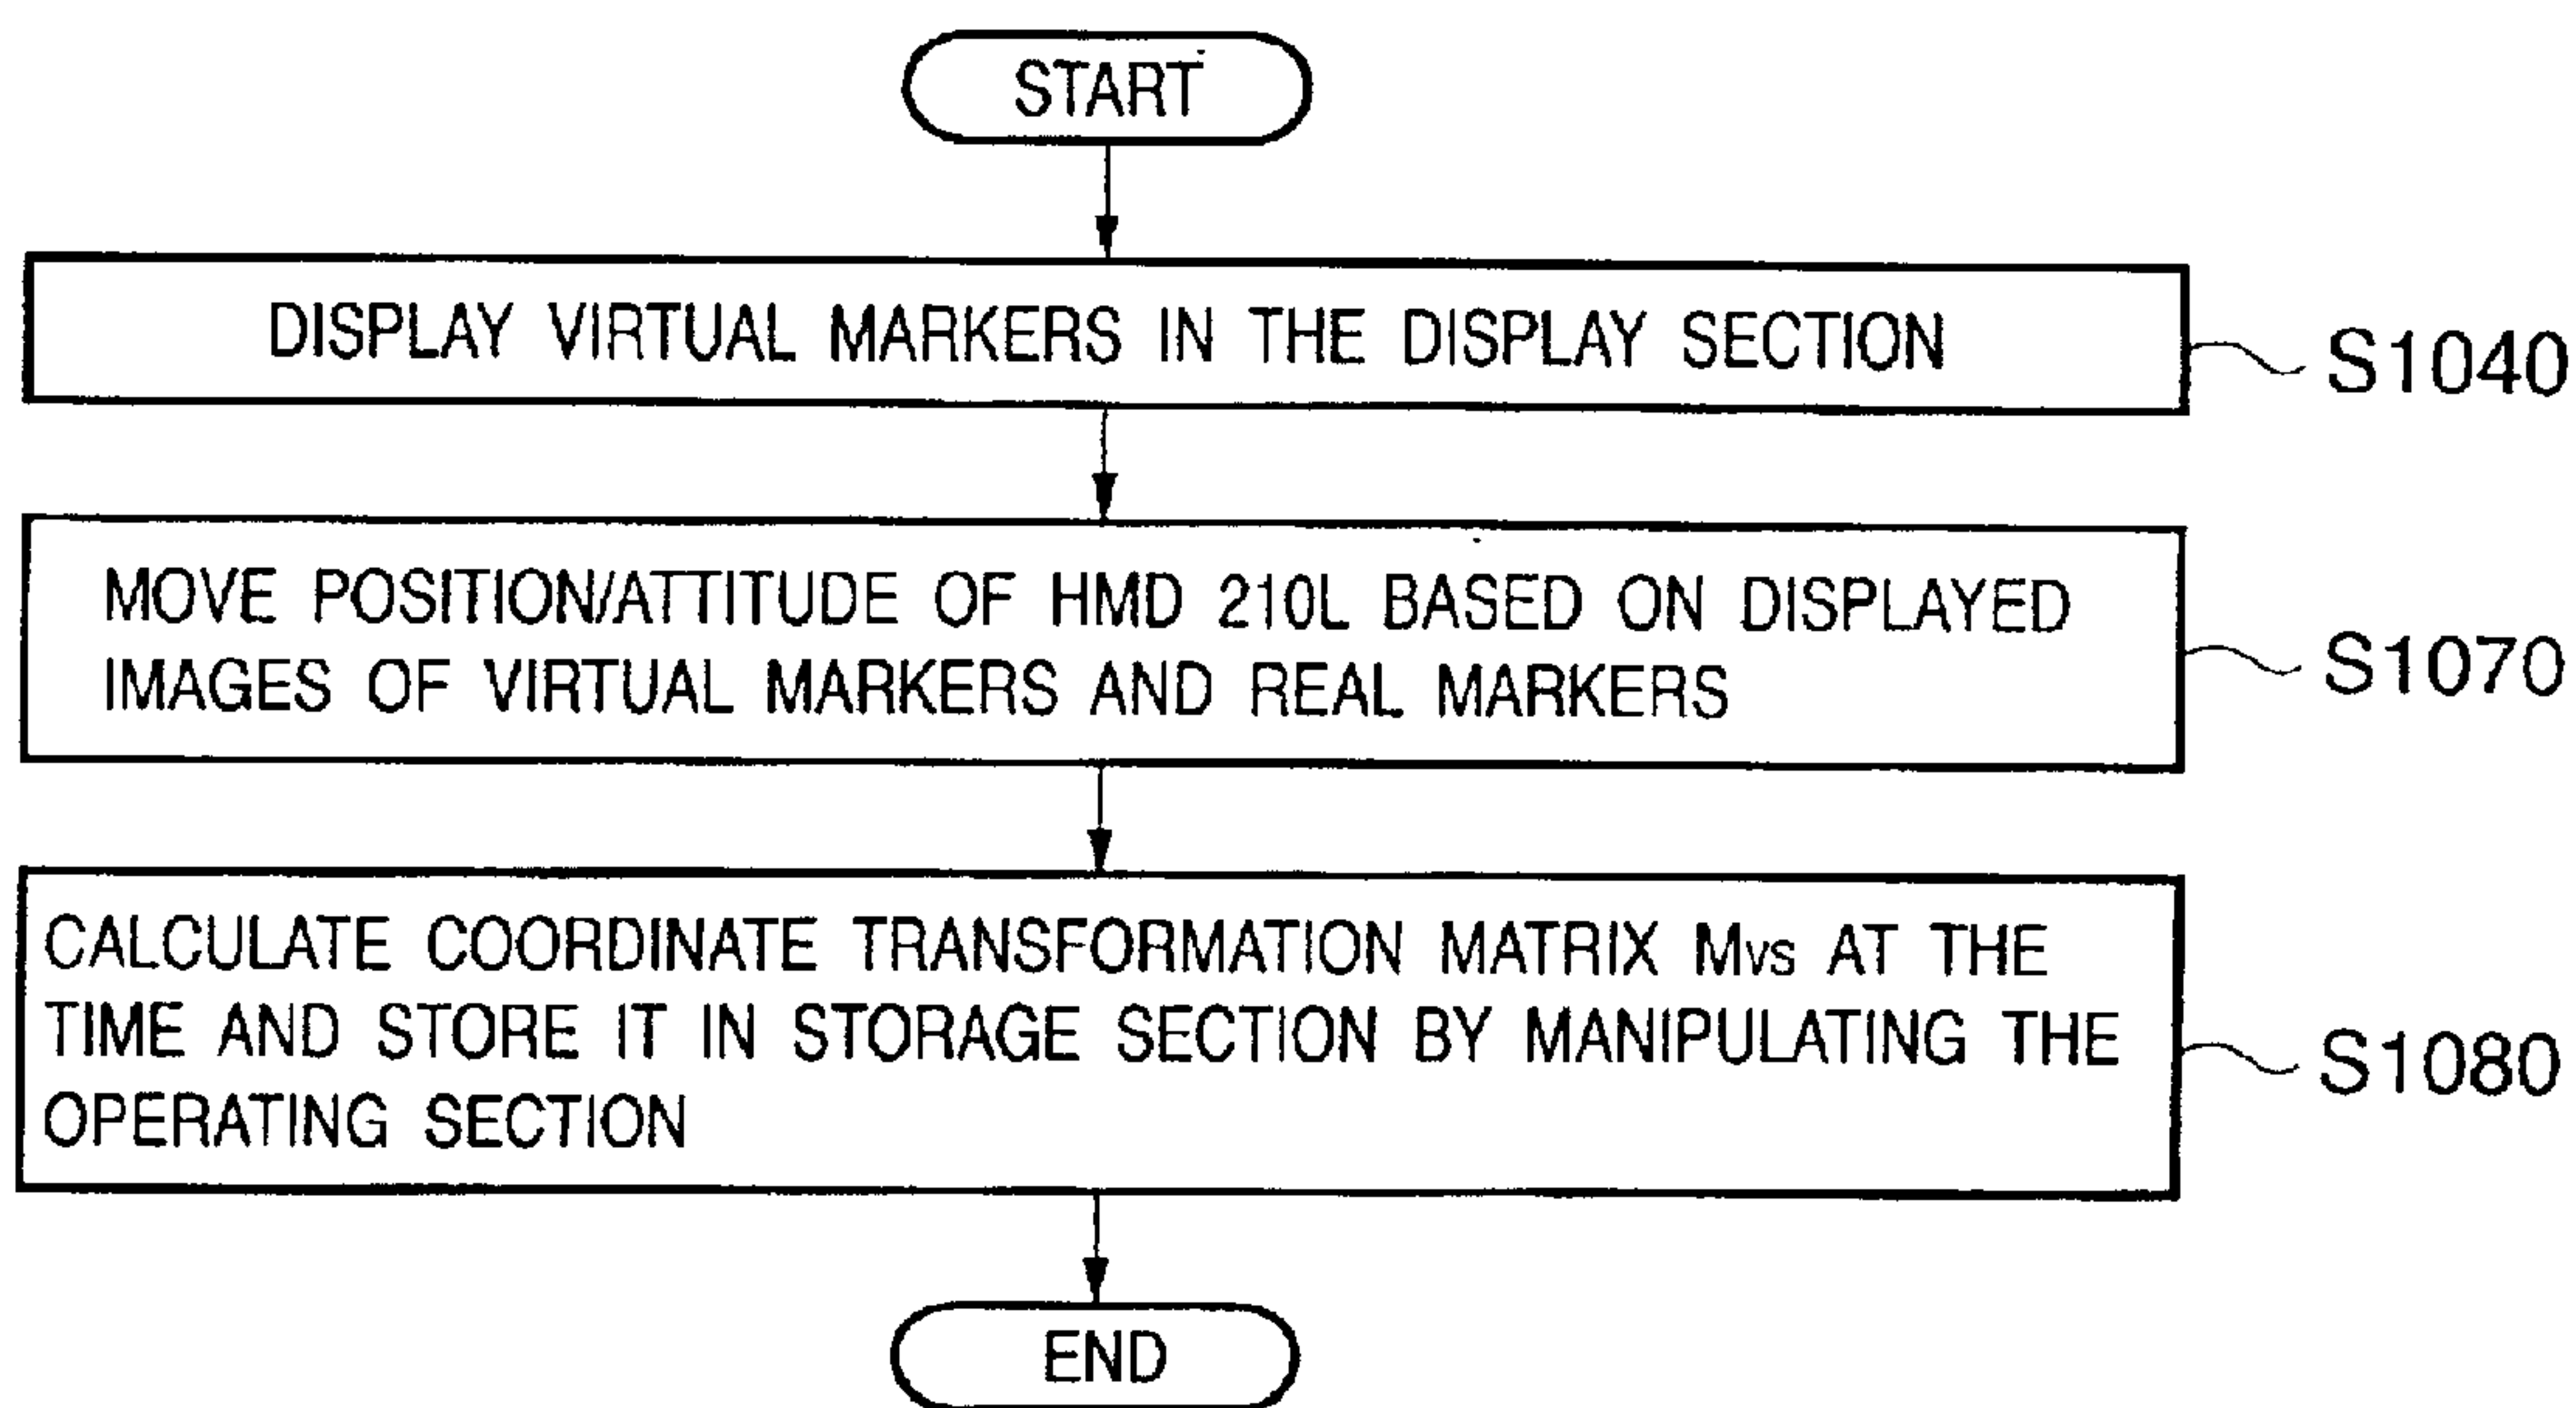 START
DISPLAY VIRTUAL MARKERS IN THE DISPLAY SECTION
S1040
MOVE POSITION/ATTITUDE OF HMD 210L BASED ON DISPLAYED
IMAGES OF VIRTUAL MARKERS AND REAL MARKERS
S1070
CALCULATE COORDINATE TRANSFORMATION MATRIX Mvs AT THE
TIME AND STORE IT IN STORAGE SECTION BY MANIPULATING THE
OPERATING SECTION
S1080
END